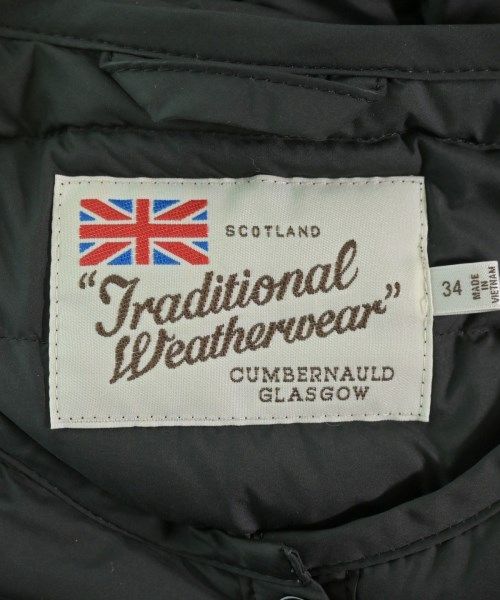 SCOTLAND
"Traditional
Weatherwear"
CUMBERNAULD
GLASGOW
34
MADE
IN
VIETNAM